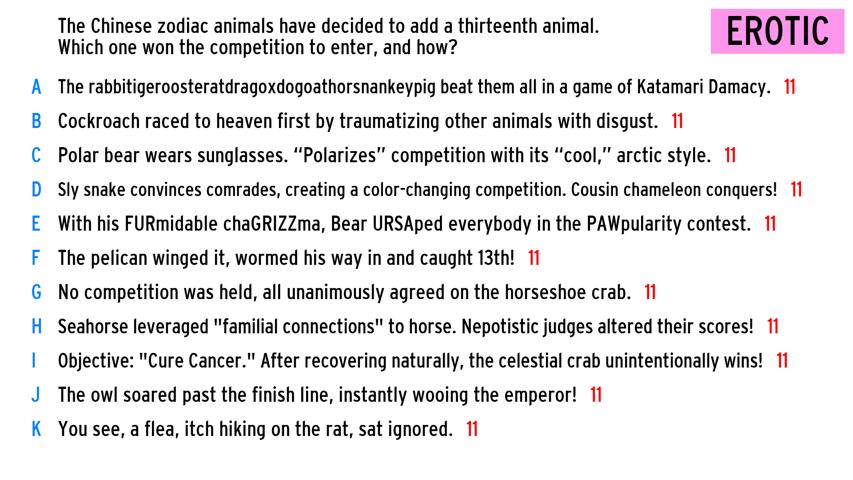 The Chinese zodiac animals have decided to add a thirteenth animal.
Which one won the competition to enter, and how?
EROTIC
A The rabbitigeroosteratdragoxdogoathorsnankeypig beat them all in a game of Katamari Damacy. 11
B Cockroach raced to heaven first by traumatizing other animals with disgust. 11
C Polar bear wears sunglasses. “Polarizes” competition with its “cool,” arctic style. 11
D Sly snake convinces comrades, creating a color-changing competition. Cousin chameleon conquers! 11
E With his FURmidable chaGRIZZma, Bear URSAped everybody in the PAWpularity contest. 11
F The pelican winged it, wormed his way in and caught 13th! 11
G No competition was held, all unanimously agreed on the horseshoe crab. 11
H Seahorse leveraged "familial connections" to horse. Nepotistic judges altered their scores! 11
I Objective: "Cure Cancer." After recovering naturally, the celestial crab unintentionally wins! 11
J The owl soared past the finish line, instantly wooing the emperor! 11
K You see, a flea, itch hiking on the rat, sat ignored. 11